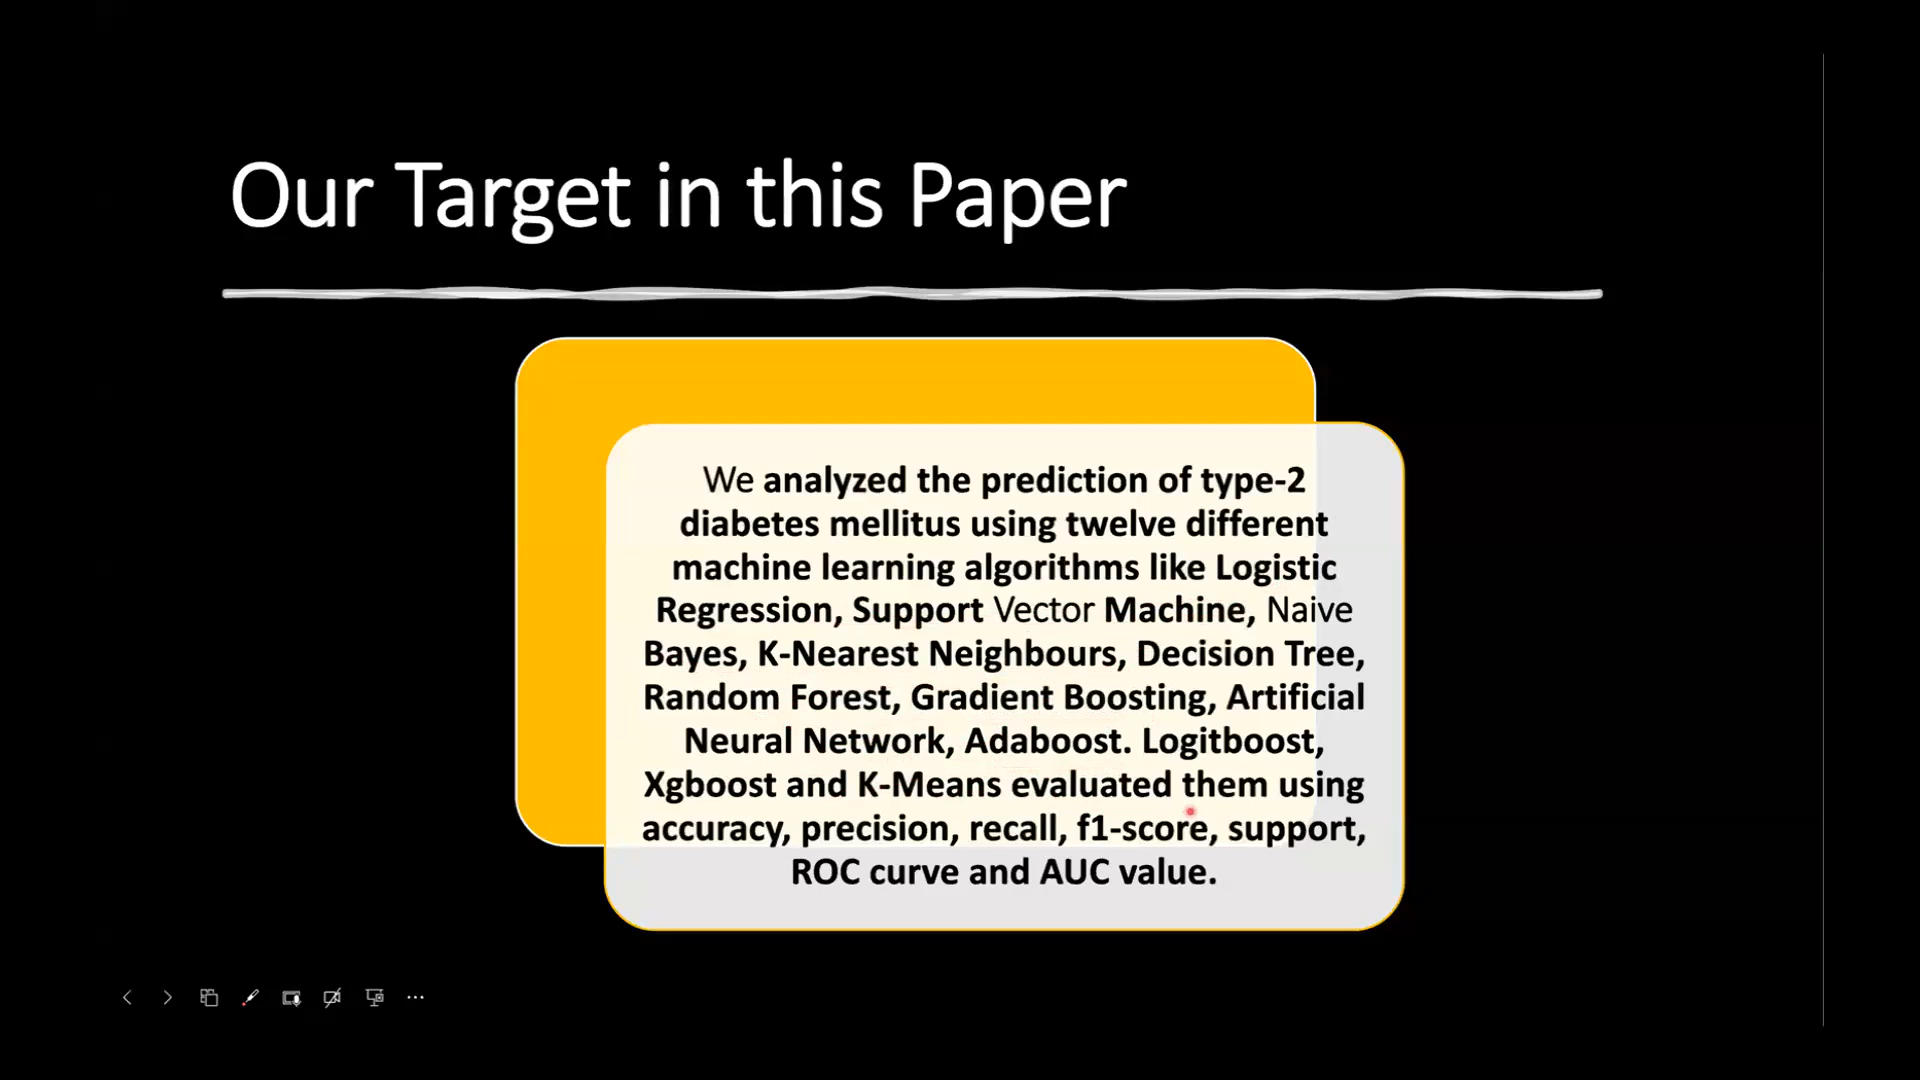 Our Target in this Paper
We analyzed the prediction of type-2
diabetes mellitus using twelve different
machine learning algorithms like Logistic
Regression, Support Vector Machine, Naive
Bayes, K-Nearest Neighbours, Decision Tree,
Random Forest, Gradient Boosting, Artificial
Neural Network, Adaboost. Logitboost,
Xgboost and K-Means evaluated them using
accuracy, precision, recall, f1-score, support,
ROC curve and AUC value.